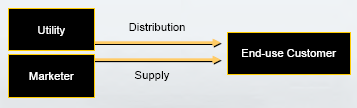 Utility
Distribution
End-use Customer
Marketer
Supply